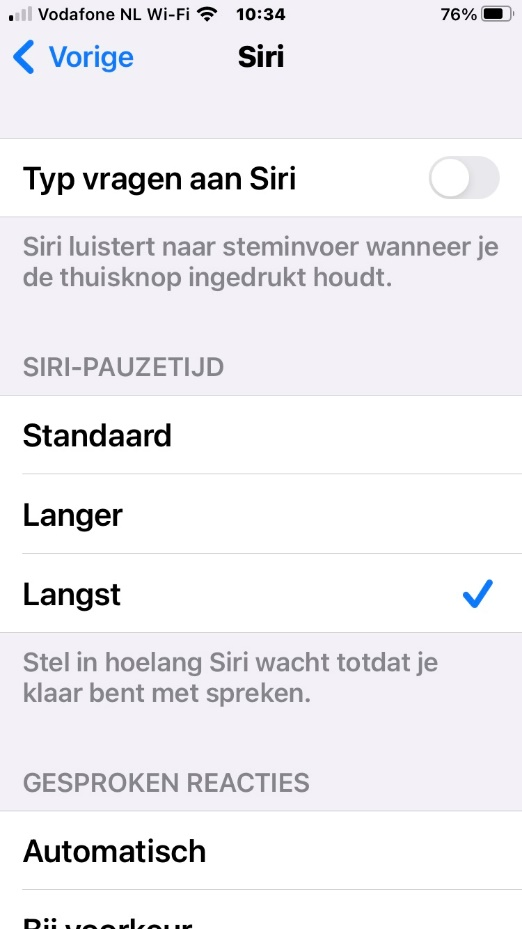 Vodafone NL Wi-Fi 10:34 76%
Vorige Siri
Typ vragen aan Siri
Siri luistert naar steminvoer wanneer je
de thuisknop ingedrukt houdt.
SIRI-PAUZETIJD
Standaard
Langer
Langst
Stel in hoelang Siri wacht totdat je
klaar bent met spreken.
GESPROKEN REACTIES
Automatisch
Bij voorkeur